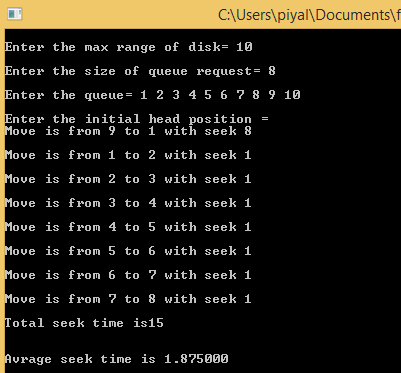 C:\Users\piyal\Documents\f
Enter the max range of disk= 10
Enter the size of queue request= 8
Enter the queue= 1 2 3 4 5 6 7 8 9 10
Enter the initial head position =
Move is from 9 to 1 with seek 8
Move is from 1 to 2 with seek 1
Move is from 2 to 3 with seek 1
Move is from 3 to 4 with seek 1
Move is from 4 to 5 with seek 1
Move is from 5 to 6 with seek 1
Move is from 6 to 7 with seek 1
Move is from 7 to 8 with seek 1
Total seek time is15
Avrage seek time is 1.875000